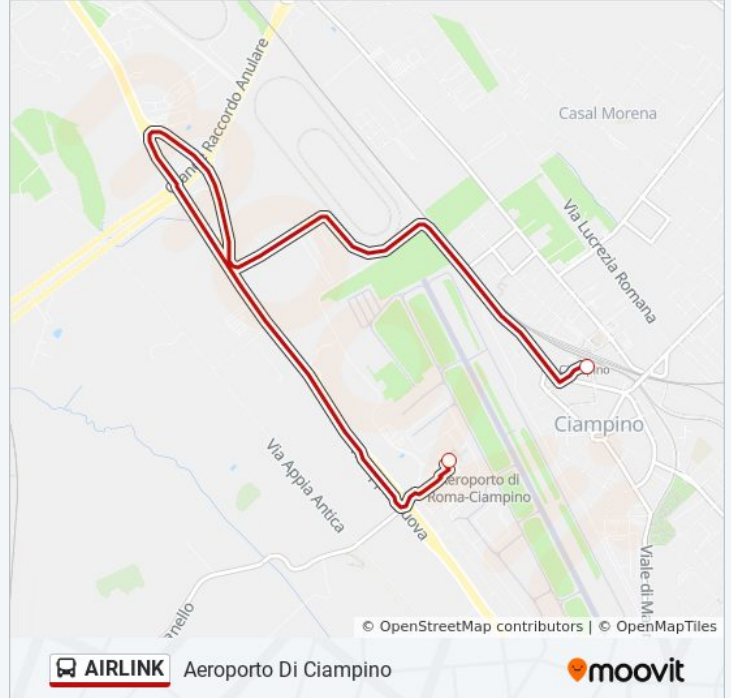 Casal Morena
Raccordo Anulare
Via Lucrezia Romana
Ciampino
Aeroporto di
Roma-Ciampino
Via Appia Antica
Viale di
© OpenStreetMap contributors | © OpenMapTiles
AIRLINK Aeroporto Di Ciampino moovit